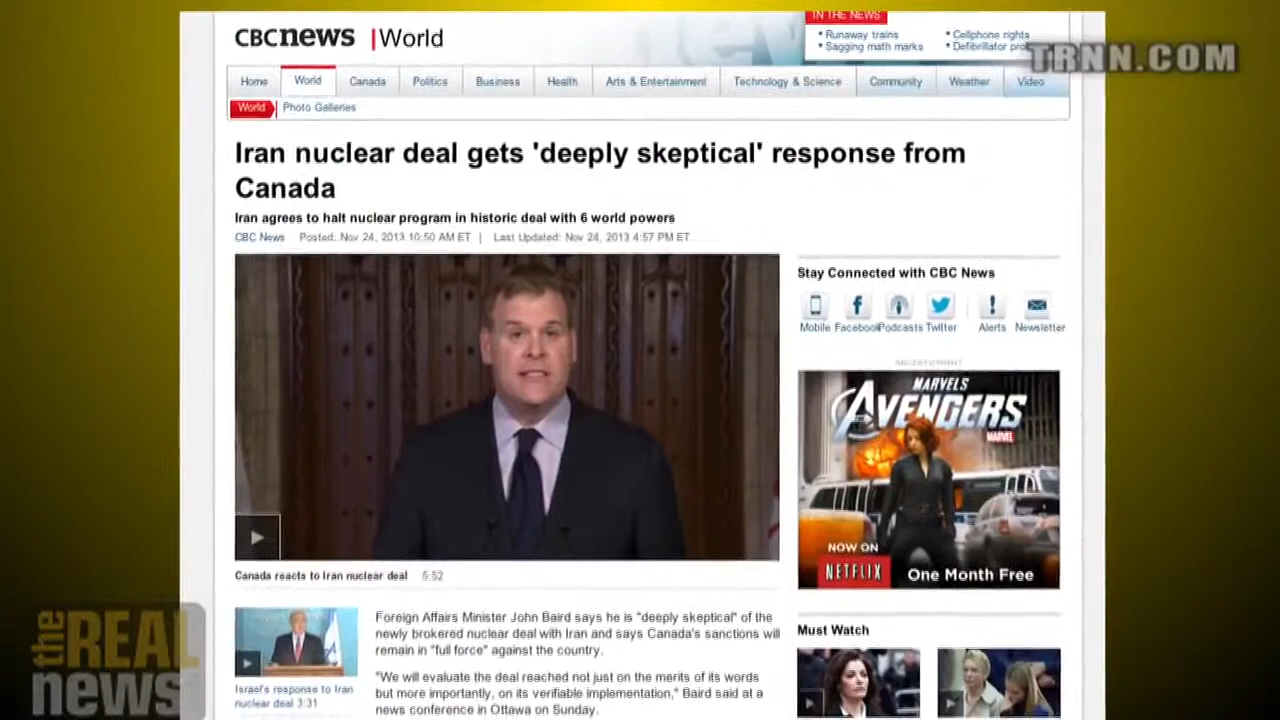 IN THE NEWS
CBCnews | World
Runaway trains
Cellphone rights
Sagging math marks
Defibrillator
TRNN.COM
Home World Canada Politics Business Health Arts & Entertainment Technology & Science Community Weather Video
World Photo Galleries
Iran nuclear deal gets 'deeply skeptical' response from
Canada
Iran agrees to halt nuclear program in historic deal with 6 world powers
CBC News Posted: Nov 24, 2013 10:50 AM ET | Last Updated: Nov 24, 2013 4:57 PM ET
Stay Connected with CBC News
Mobile Facebook Podcasts Twitter Alerts Newsletter
ADVERTISEMENT
MARVELS
AVENGERS
MARVEL
NOW ON
NETFLIX One Month Free
Canada reacts to Iran nuclear deal 5:52
Foreign Affairs Minister John Baird says he is "deeply skeptical" of the
newly brokered nuclear deal with Iran and says Canada's sanctions will
remain in "full force" against the country.
"We will evaluate the deal reached not just on the merits of its words
but more importantly, on its verifiable implementation," Baird said at a
news conference in Ottawa on Sunday.
Israel's response to Iran
nuclear deal 3:31
Must Watch
the REAL
news